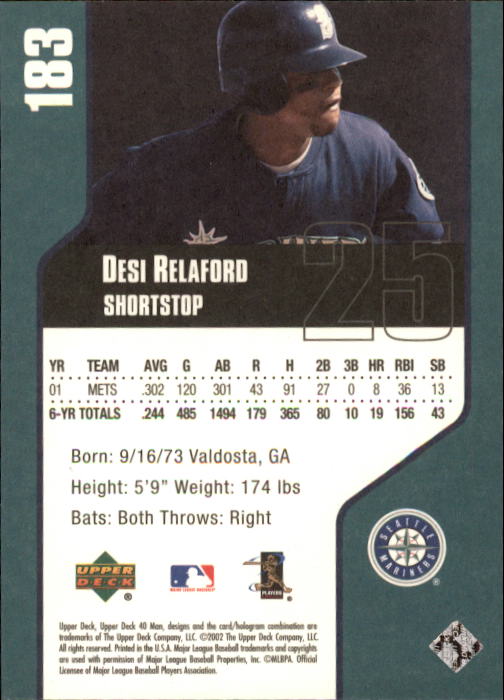 183
25
DESI RELAFORD
SHORTSTOP
YR TEAM AVG G AB R H 2B 3B HR RBI SB
01 METS .302 120 301 43 91 27 0 8 36 13
6-YR TOTALS .244 485 1494 179 365 80 10 19 156 43
Born: 9/16/73 Valdosta, GA
Height: 5'9" Weight: 174 lbs
Bats: Both Throws: Right
SEATTLE
MARINERS
UPPER
DECK
MAJOR LEAGUE BASEBALL
PLAYERS
Upper Deck, Upper Deck 40 Man, designs and the card/hologram combination are
trademarks of The Upper Deck Company, LLC. ©2002 The Upper Deck Company, LLC.
All rights reserved. Printed in the U.S.A. Major League Baseball trademarks and copyrights
are used with permission of Major League Baseball Properties, Inc. ©MLBPA. Official
Licensee of Major League Baseball Players Association.